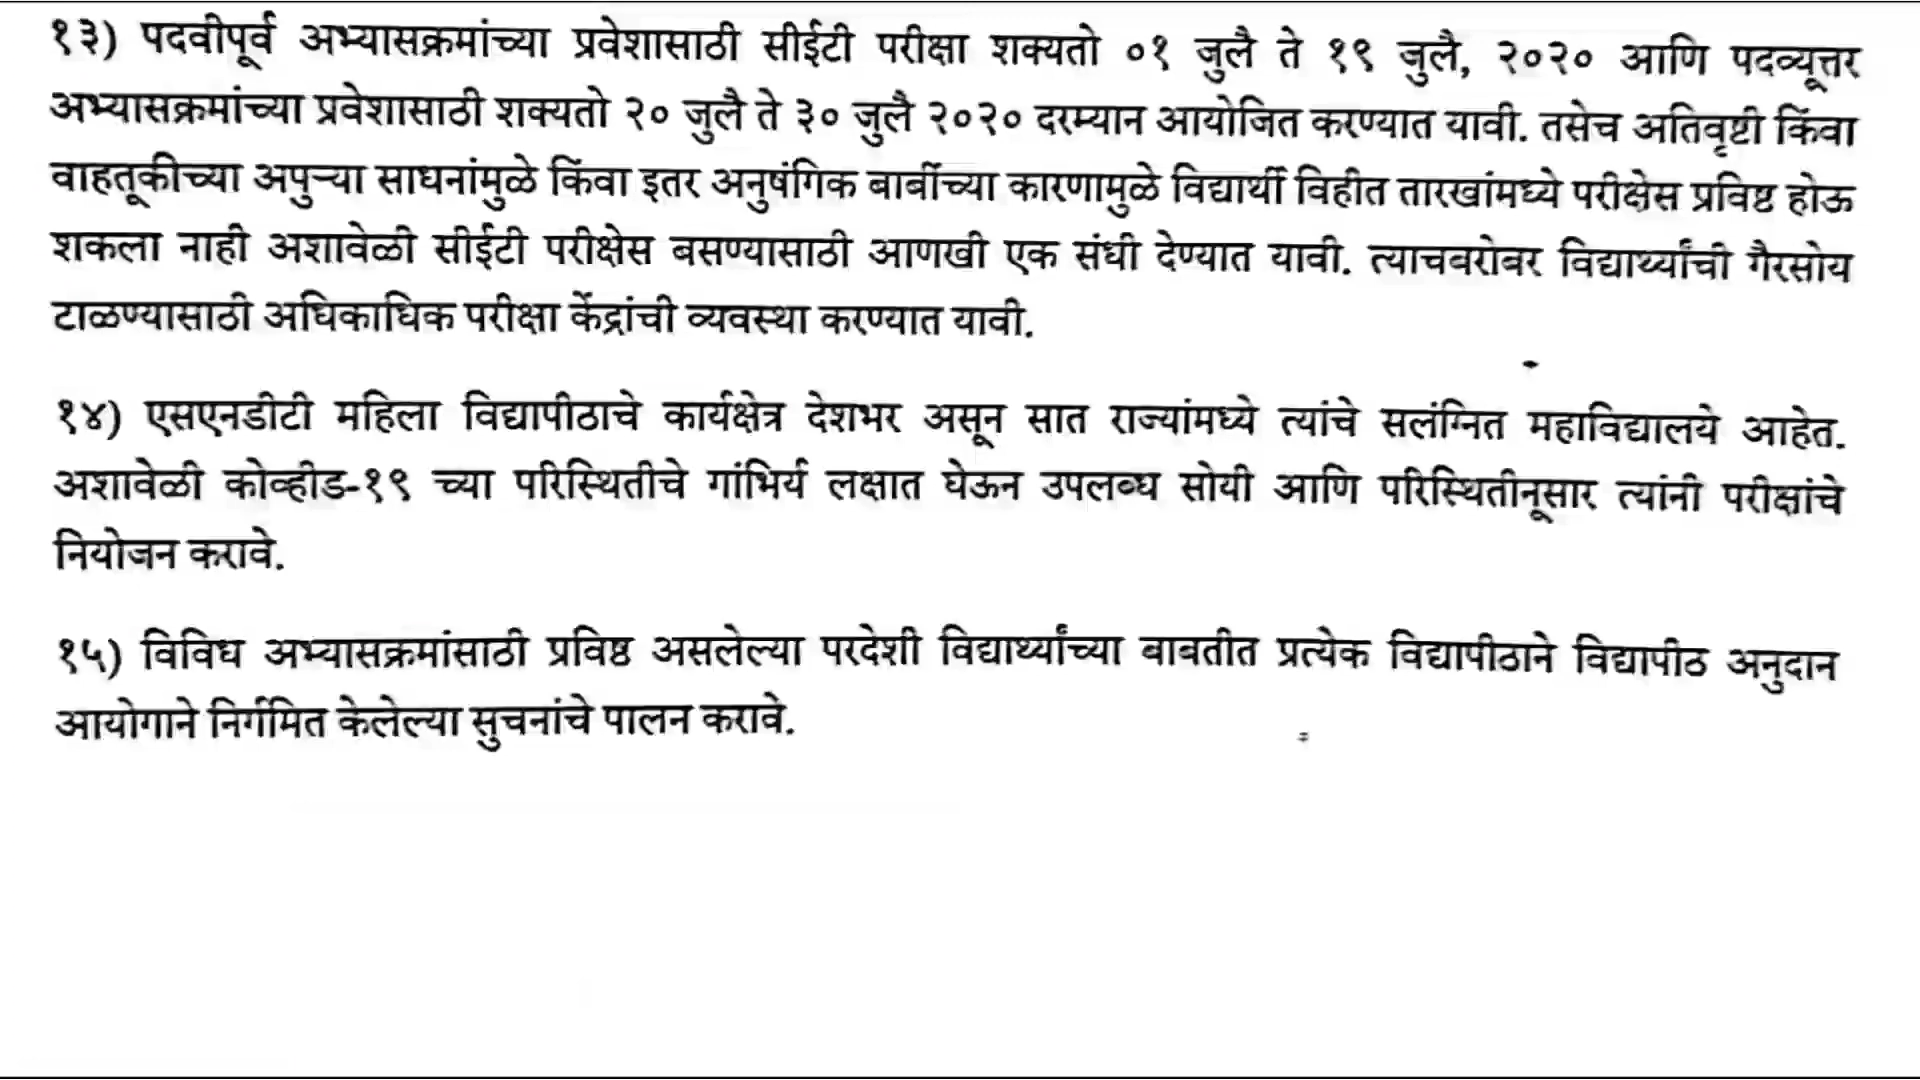 १३) पदवीपूर्व अभ्यासक्रमांच्या प्रवेशासाठी सीईटी परीक्षा शक्यतो ०१ जुलै ते १९ जुलै, २०२० आणि पदव्यूत्तर
अभ्यासक्रमांच्या प्रवेशासाठी शक्यतो २० जुलै ते ३० जुलै २०२० दरम्यान आयोजित करण्यात यावी. तसेच अतिवृष्टी किंवा
वाहतूकीच्या अपुऱ्या साधनांमुळे किंवा इतर अनुषंगिक बाबींच्या कारणामुळे विद्यार्थी विहीत तारखांमध्ये परीक्षेस प्रविष्ट होऊ
शकला नाही अशावेळी सीईटी परीक्षेस बसण्यासाठी आणखी एक संधी देण्यात यावी. त्याचबरोबर विद्यार्थ्यांची गैरसोय
टाळण्यासाठी अधिकाधिक परीक्षा केंद्रांची व्यवस्था करण्यात यावी.
१४) एसएनडीटी महिला विद्यापीठाचे कार्यक्षेत्र देशभर असून सात राज्यांमध्ये त्यांचे सलंग्नित महाविद्यालये आहेत.
अशावेळी कोव्हीड-१९ च्या परिस्थितीचे गांभिर्य लक्षात घेऊन उपलब्ध सोयी आणि परिस्थितीनूसार त्यांनी परीक्षांचे
नियोजन करावे.
१५) विविध अभ्यासक्रमांसाठी प्रविष्ठ असलेल्या परदेशी विद्यार्थ्यांच्या बाबतीत प्रत्येक विद्यापीठाने विद्यापीठ अनुदान
आयोगाने निर्गमित केलेल्या सुचनांचे पालन करावे.